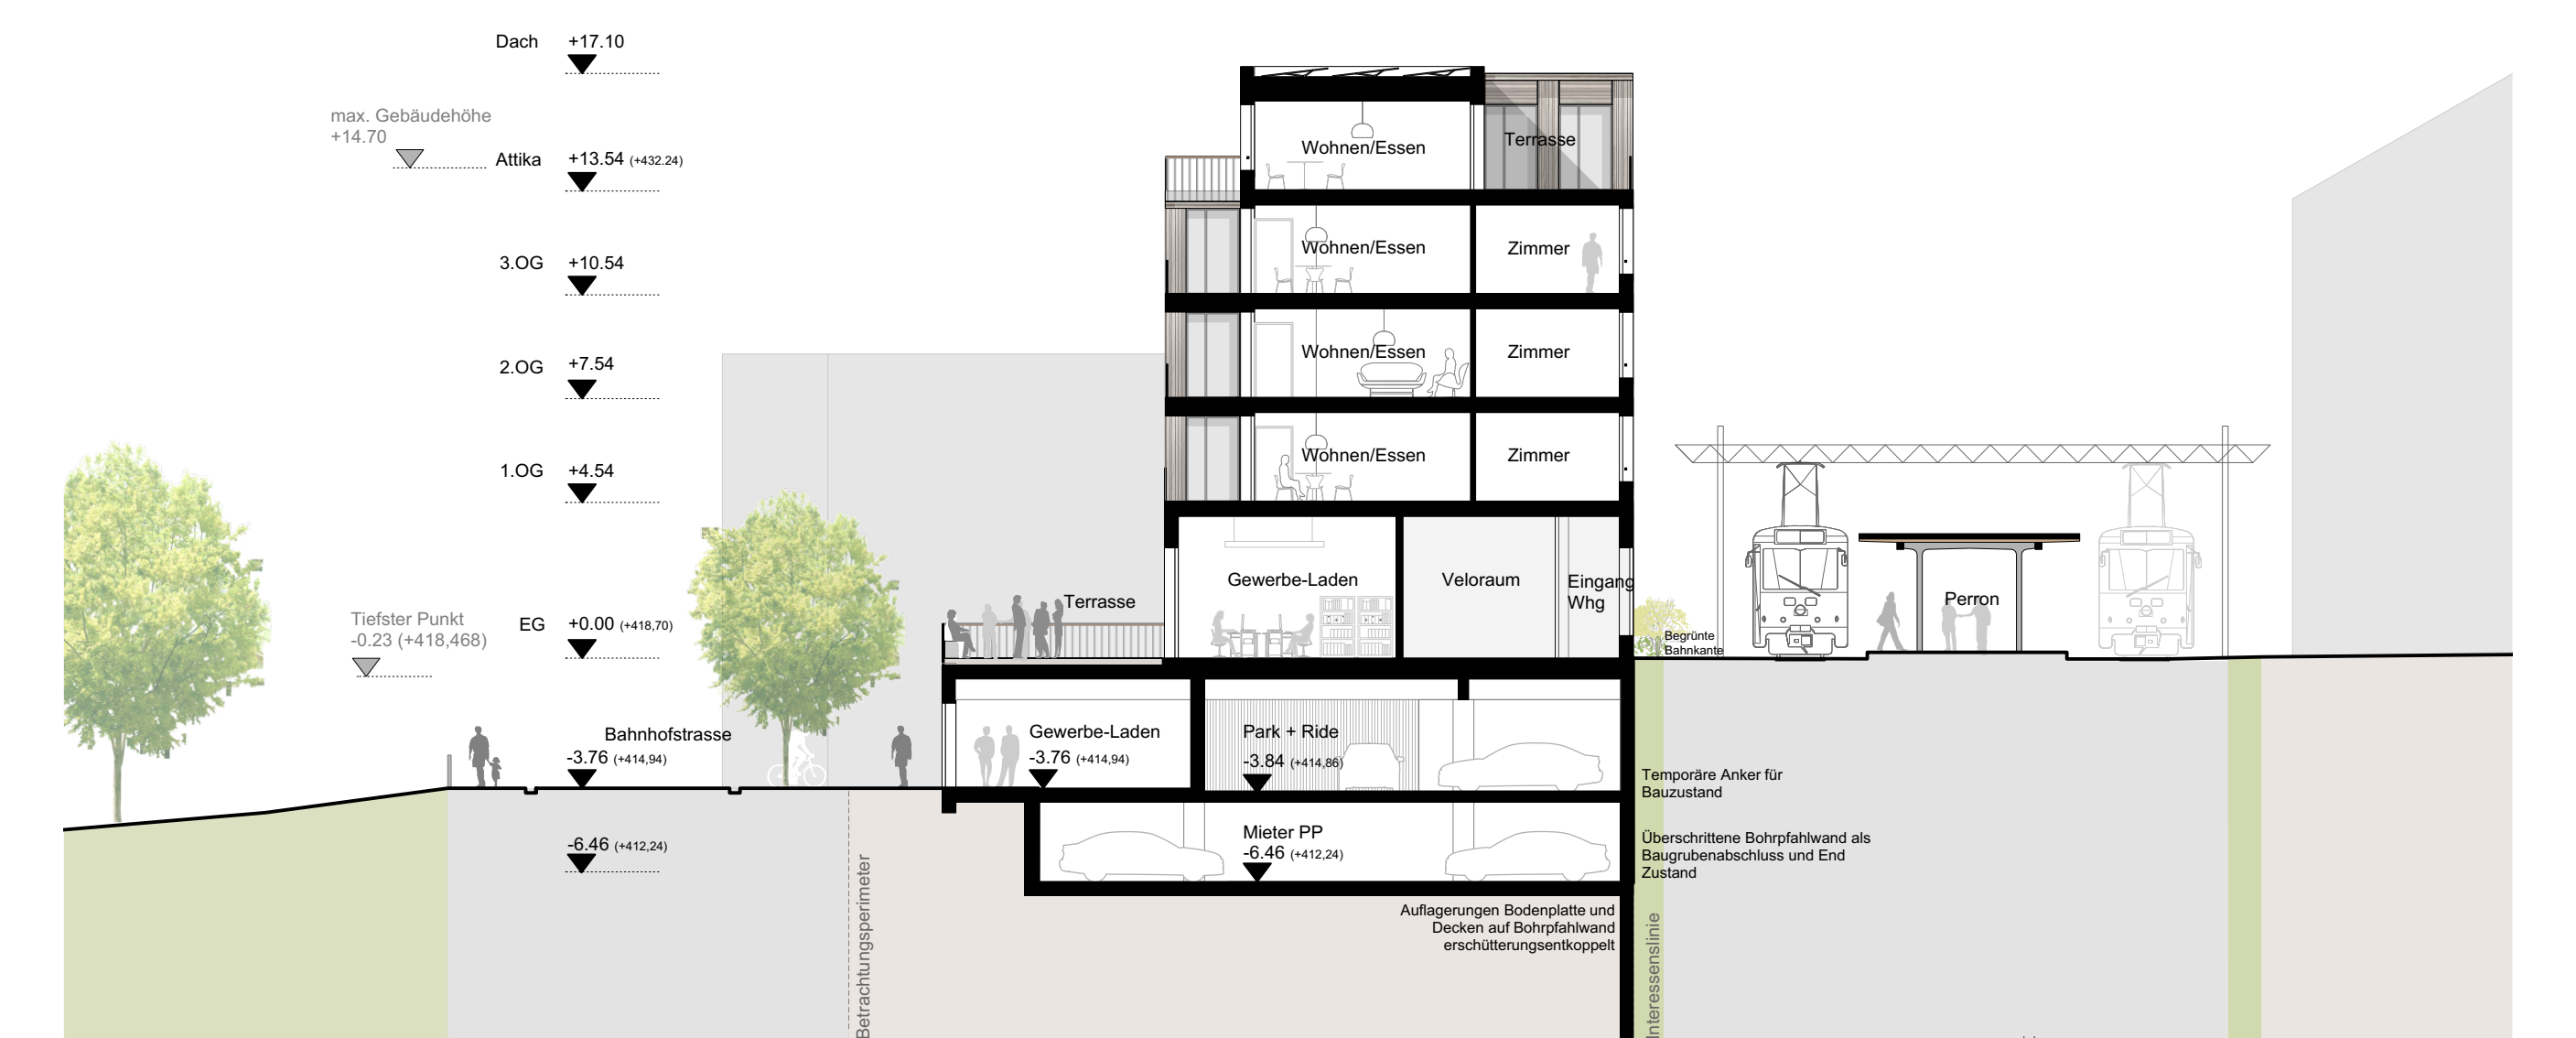 Dach +17.10
max. Gebäudehöhe
+14.70
Attika +13.54 (+432.24)
3.OG +10.54
2.OG +7.54
1.OG +4.54
Tiefster Punkt
-0.23 (+418,468)
EG +0.00 (+418,70)
Bahnhofstrasse
-3.76 (+414,94)
-6.46 (+412,24)
Betrachtungsperimeter
Wohnen/Essen Terrasse
Wohnen/Essen Zimmer
Wohnen/Essen Zimmer
Wohnen/Essen Zimmer
Terrasse
Gewerbe-Laden Veloraum Eingang
Whg
Gewerbe-Laden
-3.76 (+414,94)
Park + Ride
-3.84 (+414,86)
Mieter PP
-6.46 (+412,24)
Auflagerungen Bodenplatte und
Decken auf Bohrpfahlwand
erschütterungsentkoppelt
Begrünte
Bahnkante
Perron
Temporäre Anker für
Bauzustand
Überschrittene Bohrpfahlwand als
Baugrubenabschluss und End
Zustand
Interessenslinie